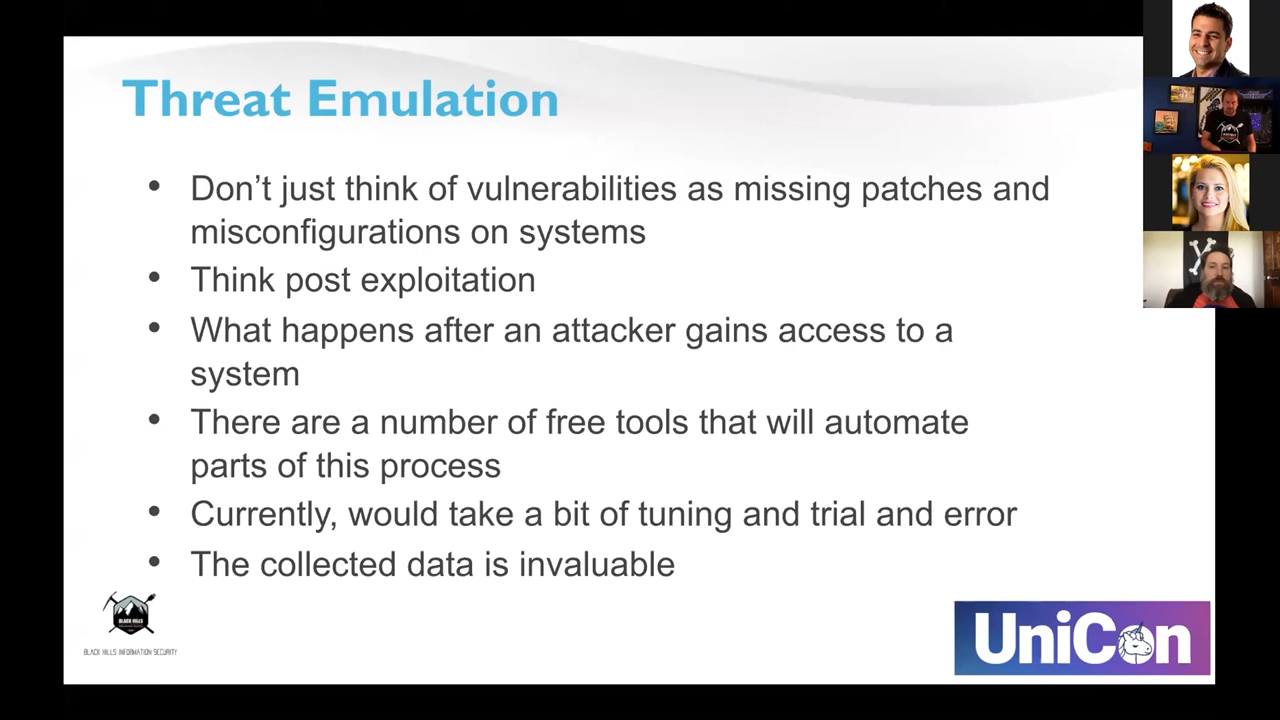 Threat Emulation
• Don’t just think of vulnerabilities as missing patches and
misconfigurations on systems
• Think post exploitation
• What happens after an attacker gains access to a
system
• There are a number of free tools that will automate
parts of this process
• Currently, would take a bit of tuning and trial and error
• The collected data is invaluable
BLACK HILLS
BLACK HILLS INFORMATION SECURITY
UniCon